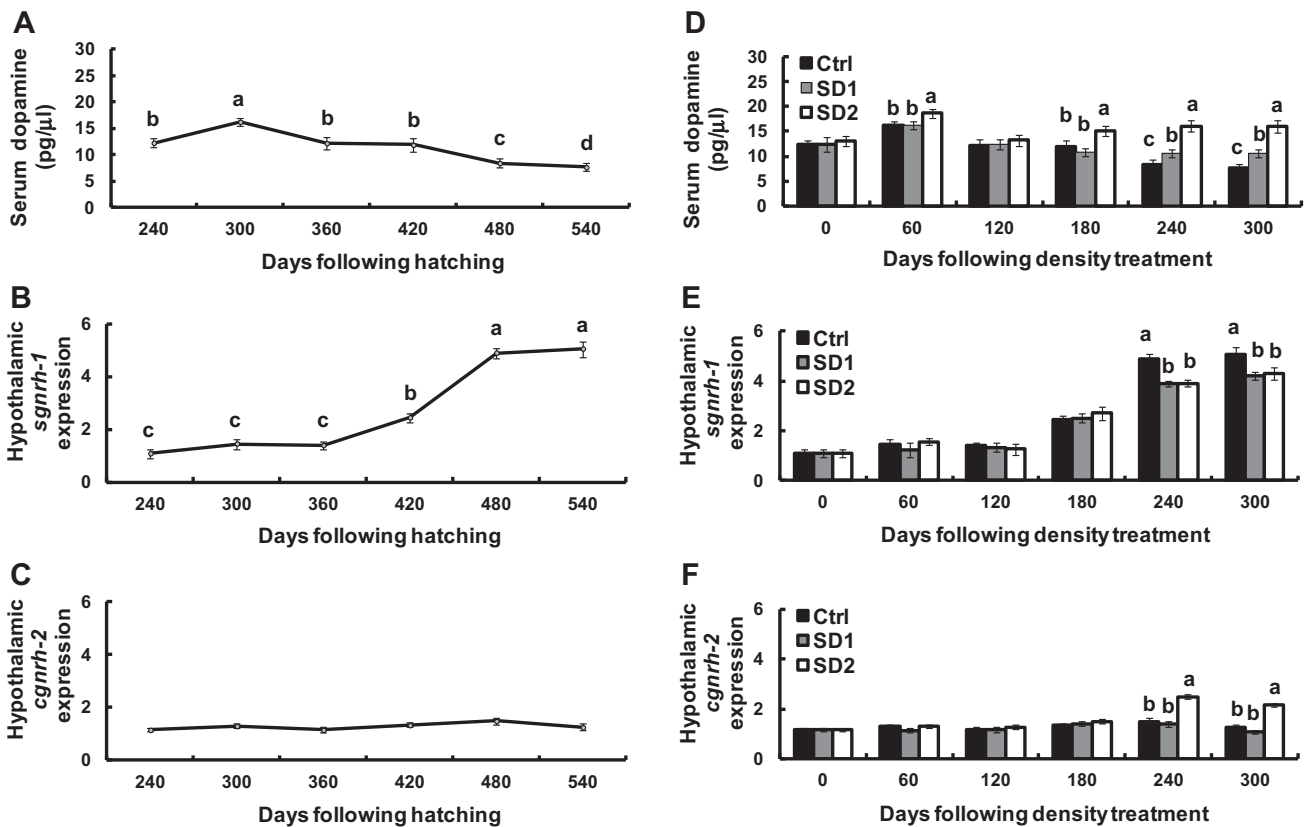 A
Serum dopamine
(pg/μl)
30
25
20
15
10
5
0
b
a
b
b
c
d
240 300 360 420 480 540
Days following hatching
B
Hypothalamic
sgnrh-1
expression
6
4
2
0
c
c
c
b
a
a
240 300 360 420 480 540
Days following hatching
C
Hypothalamic
cgnrh-2
expression
6
4
2
0
240 300 360 420 480 540
Days following hatching
D
Serum dopamine
(pg/μl)
30
25
20
15
10
5
0
Ctrl
SD1
SD2
b b a
b b a
c b a
c b a
0 60 120 180 240 300
Days following density treatment
E
Hypothalamic
sgnrh-1
expression
6
4
2
0
Ctrl
SD1
SD2
a b b
a b b
0 60 120 180 240 300
Days following density treatment
F
Hypothalamic
cgnrh-2
expression
6
4
2
0
Ctrl
SD1
SD2
b b a
b b a
0 60 120 180 240 300
Days following density treatment